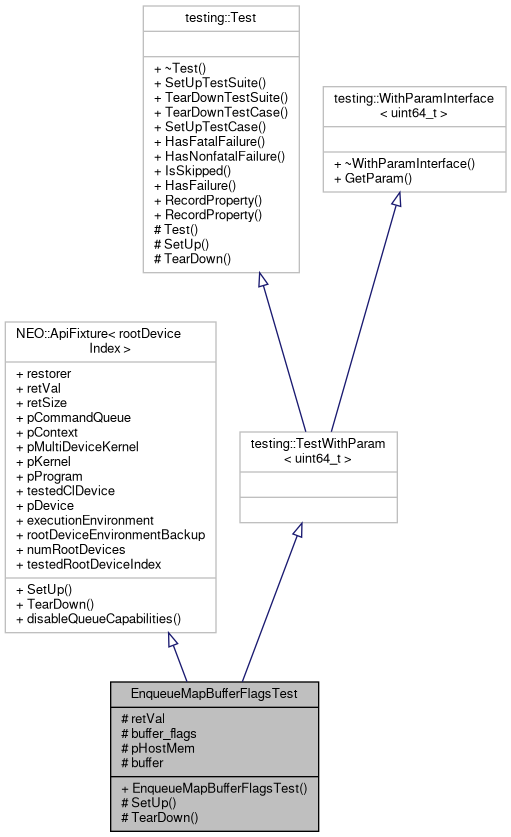 testing::Test
+ ~Test()
+ SetUpTestSuite()
+ TearDownTestSuite()
+ TearDownTestCase()
+ SetUpTestCase()
+ HasFatalFailure()
+ HasNonfatalFailure()
+ IsSkipped()
+ HasFailure()
+ RecordProperty()
+ RecordProperty()
# Test()
# SetUp()
# TearDown()
testing::WithParamInterface
< uint64_t >
+ ~WithParamInterface()
+ GetParam()
NEO::ApiFixture< rootDevice
Index >
+ restorer
+ retVal
+ retSize
+ pCommandQueue
+ pContext
+ pMultiDeviceKernel
+ pKernel
+ pProgram
+ testedClDevice
+ pDevice
+ executionEnvironment
+ rootDeviceEnvironmentBackup
+ numRootDevices
+ testedRootDeviceIndex
+ SetUp()
+ TearDown()
+ disableQueueCapabilities()
testing::TestWithParam
< uint64_t >
EnqueueMapBufferFlagsTest
# retVal
# buffer_flags
# pHostMem
# buffer
+ EnqueueMapBufferFlagsTest()
# SetUp()
# TearDown()